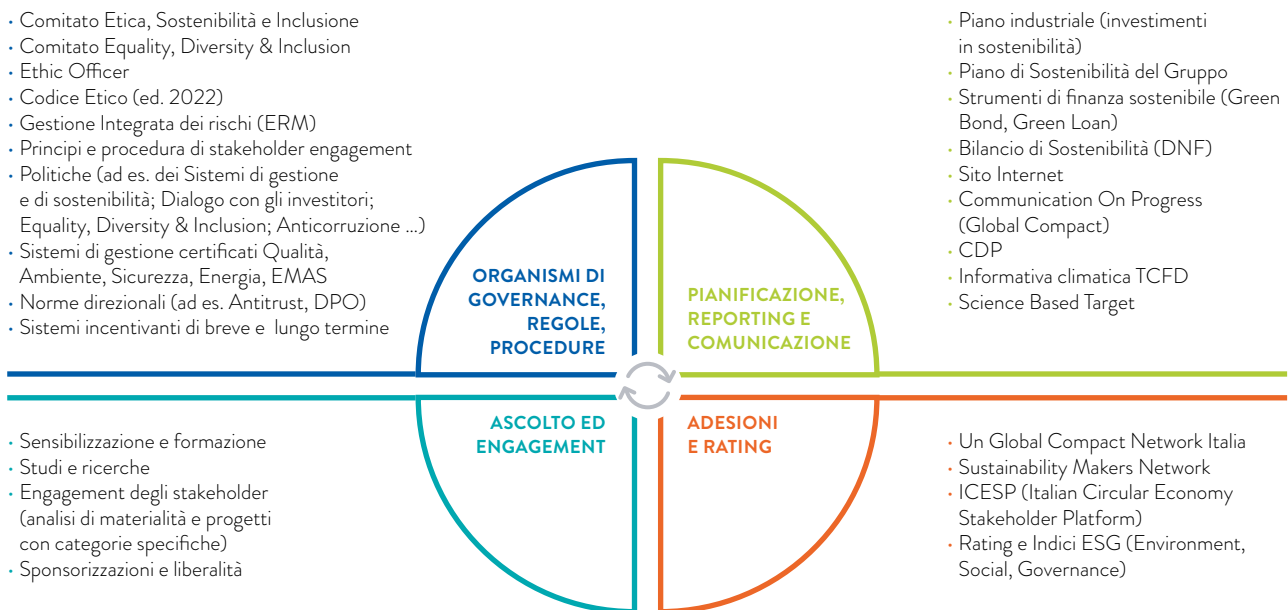 • Comitato Etica, Sostenibilità e Inclusione
• Comitato Equality, Diversity & Inclusion
• Ethic Officer
• Codice Etico (ed. 2022)
• Gestione Integrata dei rischi (ERM)
• Principi e procedura di stakeholder engagement
• Politiche (ad es. dei Sistemi di gestione
e di sostenibilità; Dialogo con gli investitori;
Equality, Diversity & Inclusion; Anticorruzione ...)
• Sistemi di gestione certificati Qualità,
Ambiente, Sicurezza, Energia, EMAS
• Norme direzionali (ad es. Antitrust, DPO)
• Sistemi incentivanti di breve e lungo termine
ORGANISMI DI
GOVERNANCE,
REGOLE,
PROCEDURE
PIANIFICAZIONE,
REPORTING E
COMUNICAZIONE
• Piano industriale (investimenti
in sostenibilità)
• Piano di Sostenibilità del Gruppo
• Strumenti di finanza sostenibile (Green
Bond, Green Loan)
• Bilancio di Sostenibilità (DNF)
• Sito Internet
• Communication On Progress
(Global Compact)
• CDP
• Informativa climatica TCFD
• Science Based Target
• Sensibilizzazione e formazione
• Studi e ricerche
• Engagement degli stakeholder
(analisi di materialità e progetti
con categorie specifiche)
• Sponsorizzazioni e liberalità
ASCOLTO ED
ENGAGEMENT
ADESIONI
E RATING
• Un Global Compact Network Italia
• Sustainability Makers Network
• ICESP (Italian Circular Economy
Stakeholder Platform)
• Rating e Indici ESG (Environment,
Social, Governance)